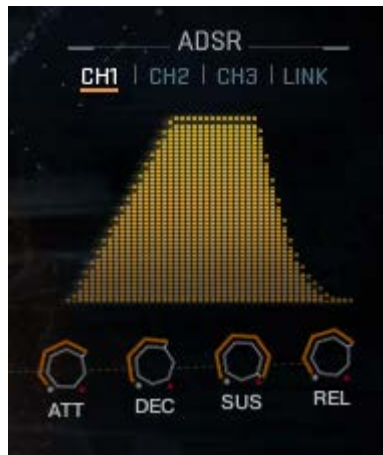 ADSR
CH1 | CH2 | CH3 | LINK
ATT DEC SUS REL